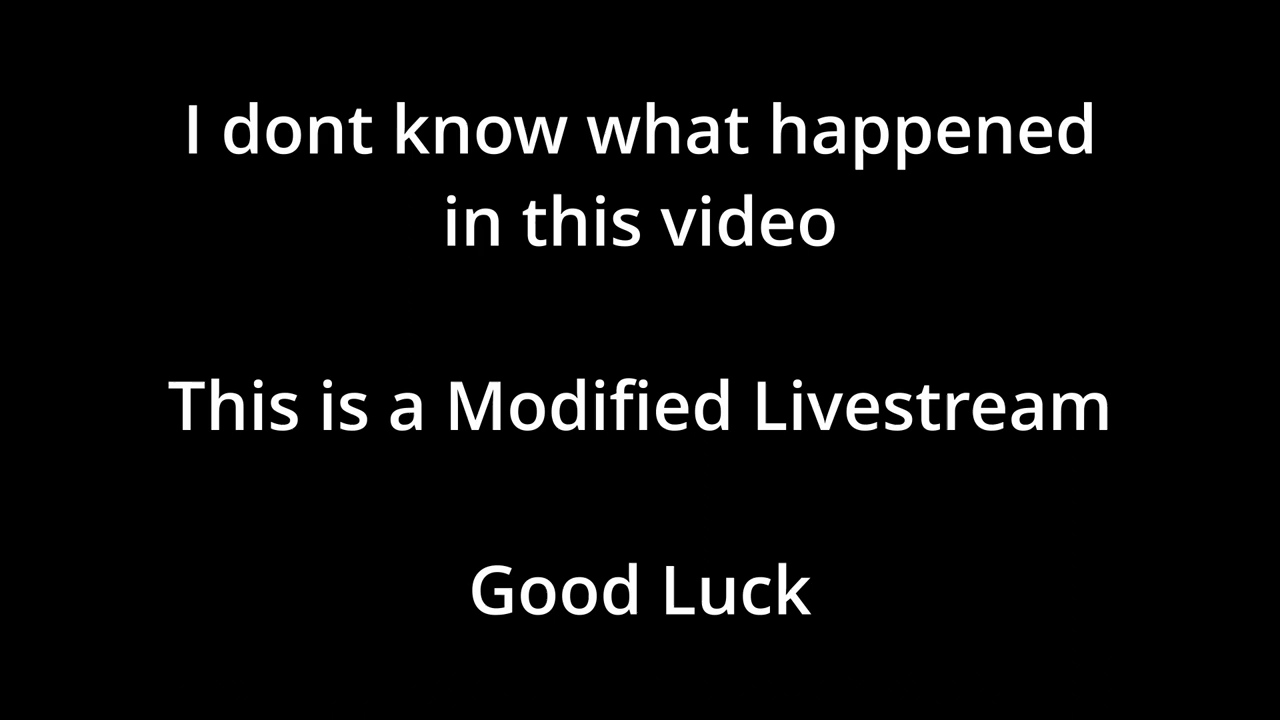 I dont know what happened
in this video
This is a Modified Livestream
Good Luck